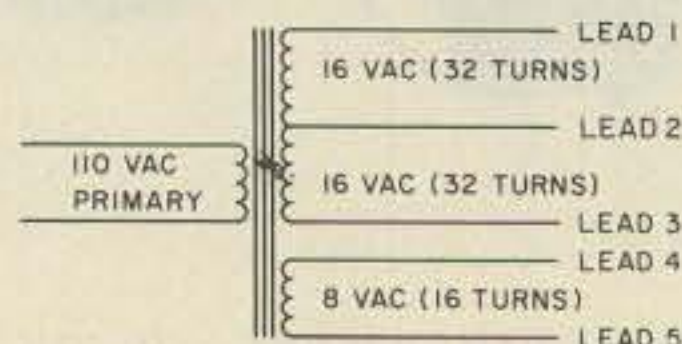 LEAD 1
16 VAC (32 TURNS)
LEAD 2
110 VAC
PRIMARY
16 VAC (32 TURNS)
LEAD 3
LEAD 4
8 VAC (16 TURNS)
LEAD 5